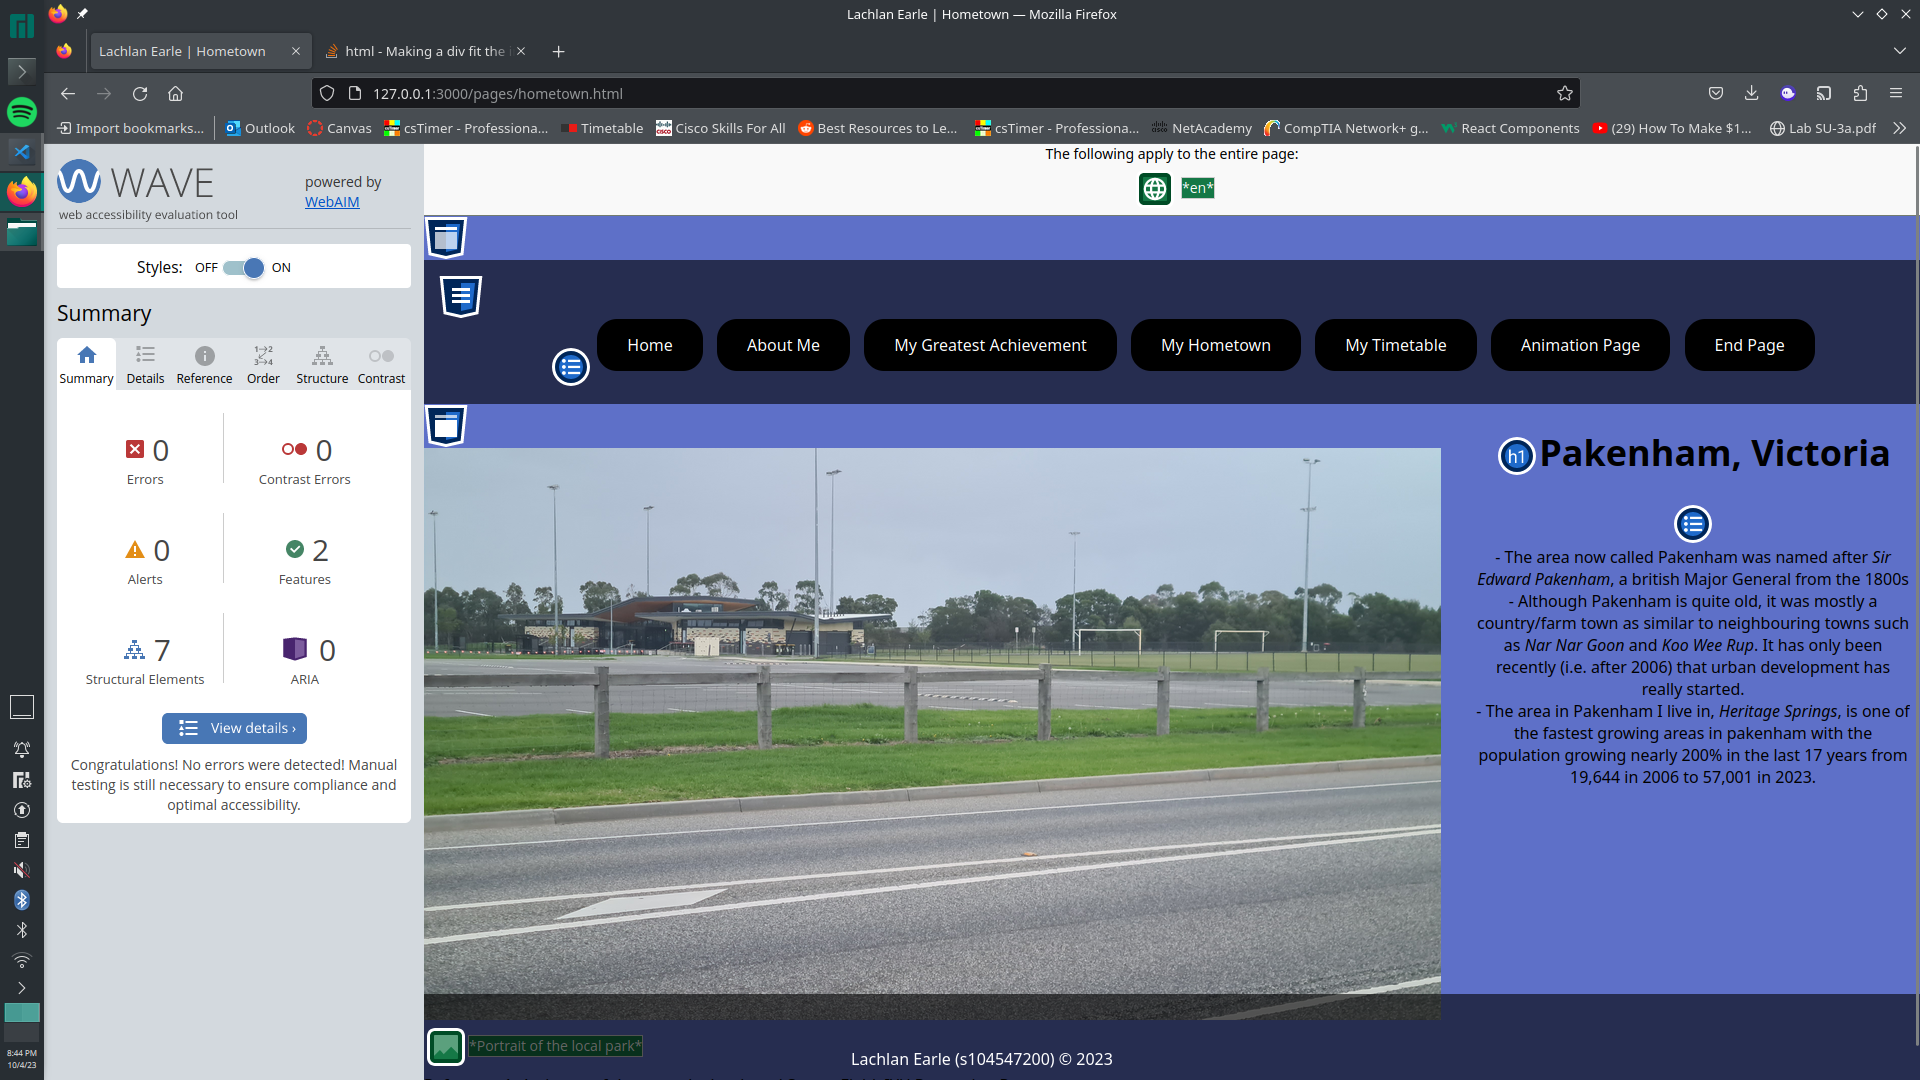 Lachlan Earle | Hometown — Mozilla Firefox
Lachlan Earle | Hometown
html - Making a div fit the
127.0.0.1:3000/pages/hometown.html
Import bookmarks...
Outlook
Canvas
csTimer - Professiona...
Timetable
Cisco Skills For All
Best Resources to Le...
csTimer - Professiona...
NetAcademy
CompTIA Network+ g...
React Components
(29) How To Make $1...
Lab SU-3a.pdf
WAVE
web accessibility evaluation tool
powered by
WebAIM
Styles: OFF ON
Summary
Summary Details Reference Order Structure Contrast
0
Errors
0
Contrast Errors
0
Alerts
2
Features
7
Structural Elements
0
ARIA
View details ›
Congratulations! No errors were detected! Manual
testing is still necessary to ensure compliance and
optimal accessibility.
The following apply to the entire page:
*en*
Home
About Me
My Greatest Achievement
My Hometown
My Timetable
Animation Page
End Page
h1 Pakenham, Victoria
- The area now called Pakenham was named after Sir
Edward Pakenham, a british Major General from the 1800s
- Although Pakenham is quite old, it was mostly a
country/farm town as similar to neighbouring towns such
as Nar Nar Goon and Koo Wee Rup. It has only been
recently (i.e. after 2006) that urban development has
really started.
- The area in Pakenham I live in, Heritage Springs, is one of
the fastest growing areas in pakenham with the
population growing nearly 200% in the last 17 years from
19,644 in 2006 to 57,001 in 2023.
*Portrait of the local park*
Lachlan Earle (s104547200) © 2023
8:44 PM
10/4/23